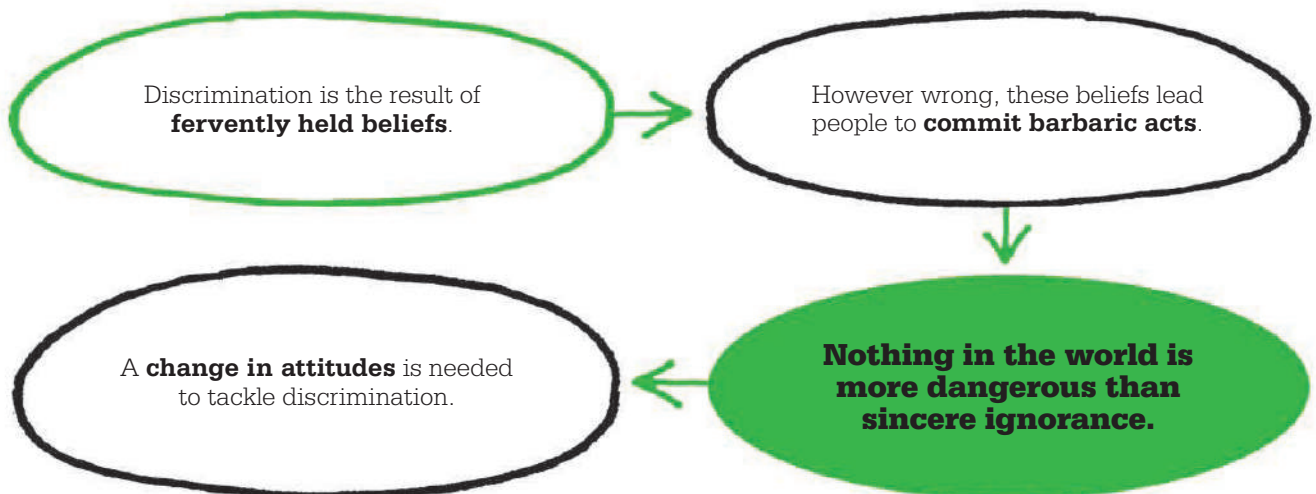 Discrimination is the result of
fervently held beliefs.
However wrong, these beliefs lead
people to commit barbaric acts.
Nothing in the world is
more dangerous than
sincere ignorance.
A change in attitudes is needed
to tackle discrimination.